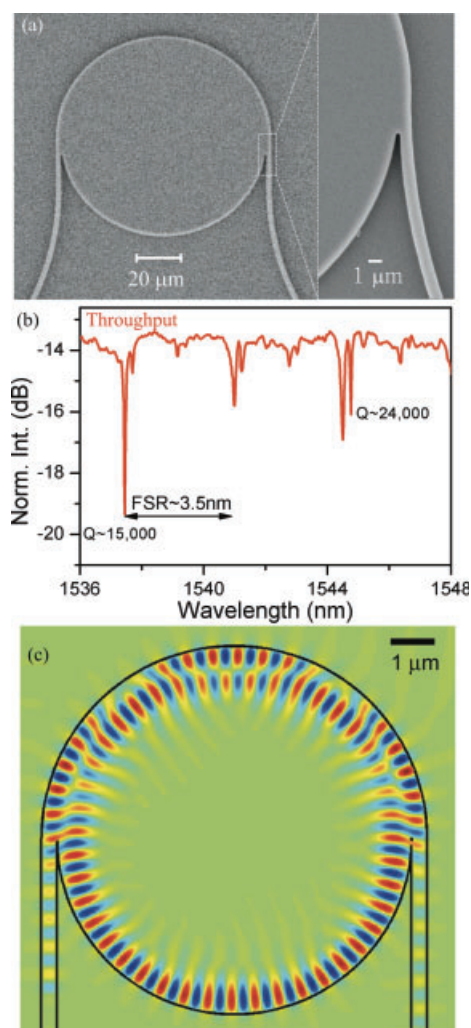 (a)
20 μm
1 μm
(b)
Throughput
Norm. Int. (dB)
-14
-16
-18
-20
Q~24,000
FSR~3.5nm
Q~15,000
1536
1540
1544
1548
Wavelength (nm)
(c)
1 μm